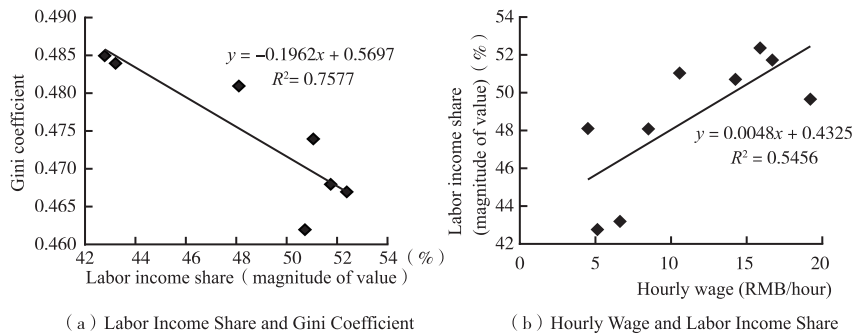 0.490
0.485
0.480
0.475
0.470
0.465
0.460
Gini coefficient
y = −0.1962x + 0.5697
R²= 0.7577
42 44 46 48 50 52 54 (%)
Labor income share (magnitude of value)
(a) Labor Income Share and Gini Coefficient
54
52
50
48
46
44
42
Labor income share
(magnitude of value) (%)
y = 0.0048x + 0.4325
R² = 0.5456
0 5 10 15 20
Hourly wage (RMB/hour)
(b) Hourly Wage and Labor Income Share